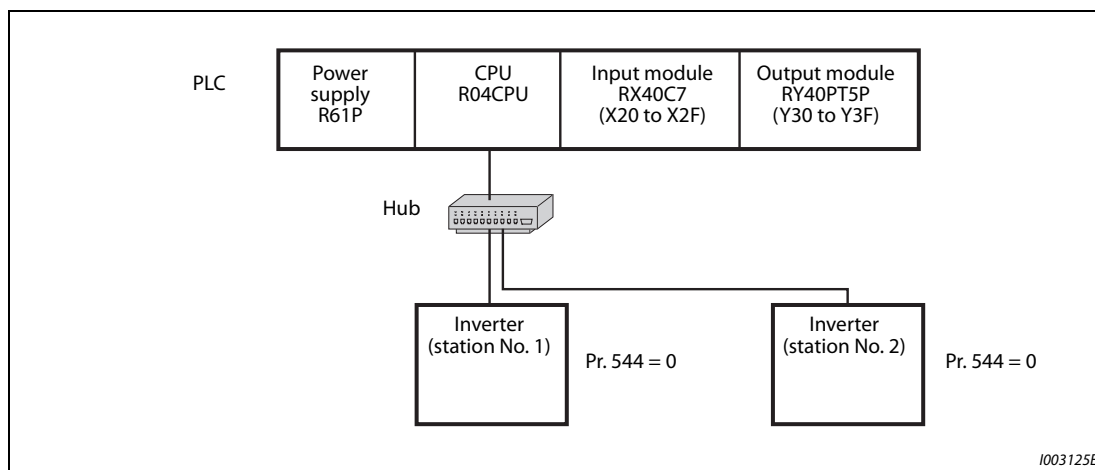 PLC
Power
supply
R61P
CPU
R04CPU
Input module
RX40C7
(X20 to X2F)
Output module
RY40PT5P
(Y30 to Y3F)
Hub
Inverter
(station No. 1)
Pr. 544 = 0
Inverter
(station No. 2)
Pr. 544 = 0
I003125E